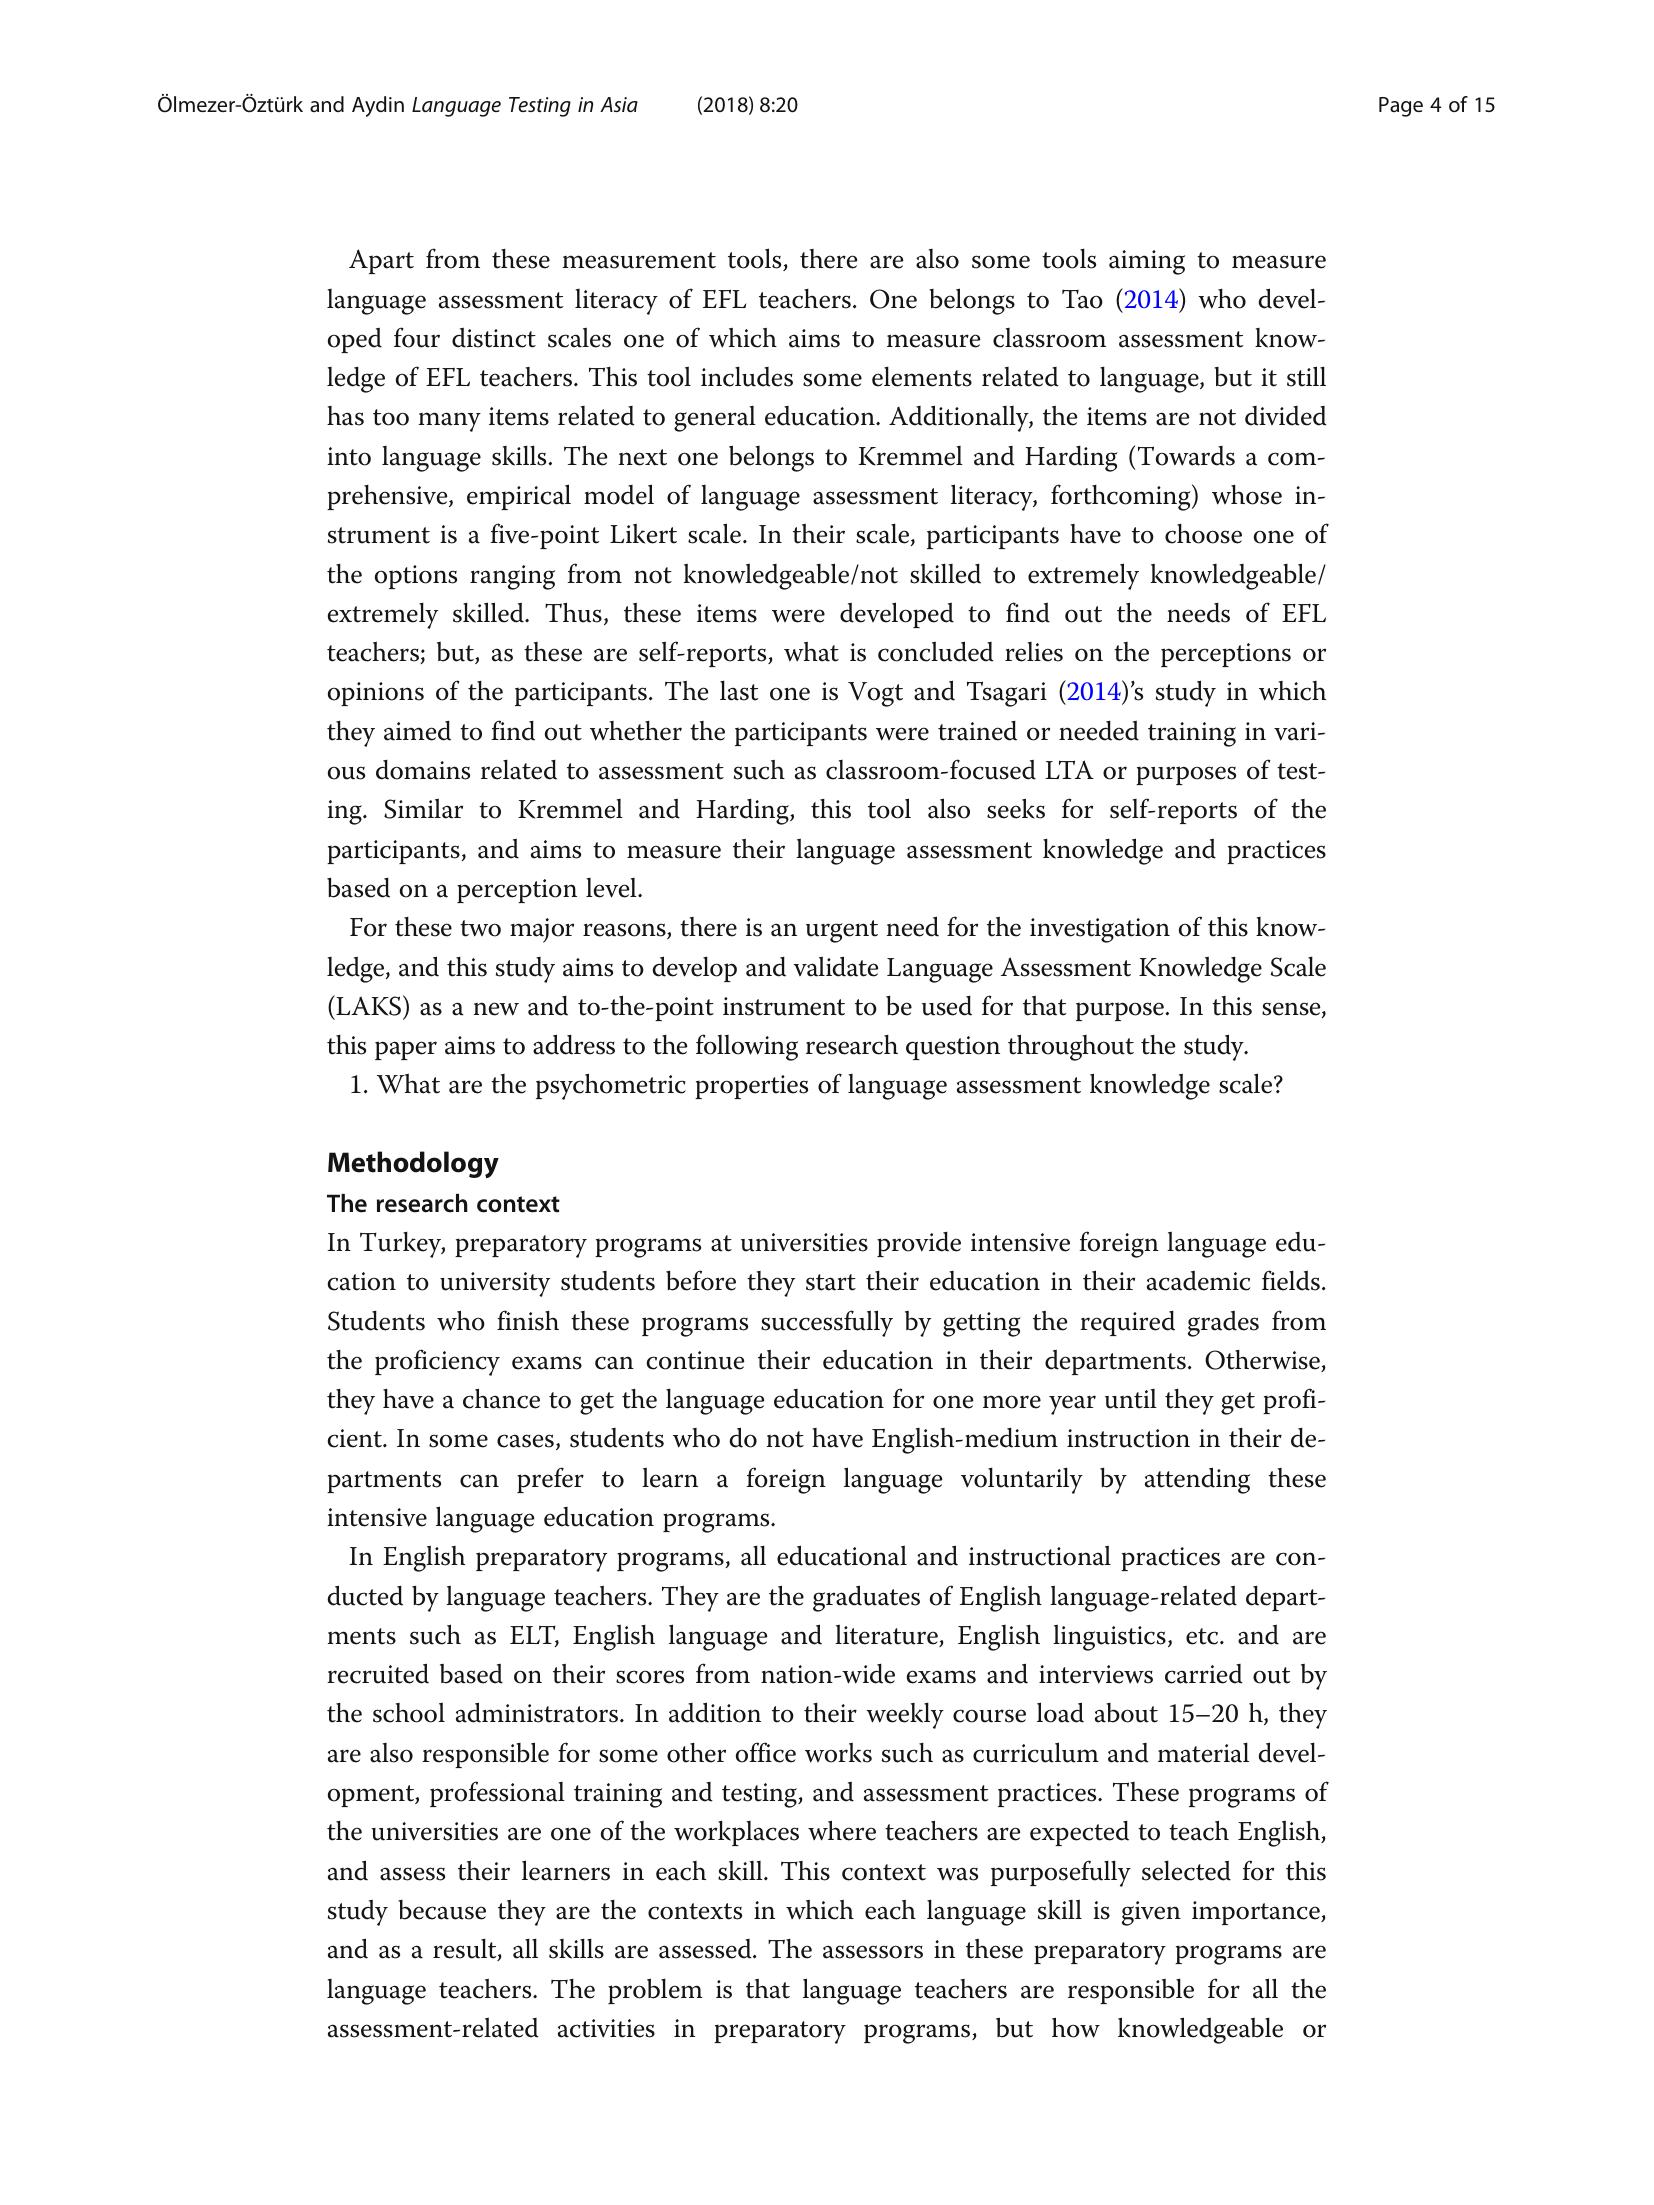 Ölmezer-Öztürk and Aydin Language Testing in Asia (2018) 8:20 Page 4 of 15
Apart from these measurement tools, there are also some tools aiming to measure
language assessment literacy of EFL teachers. One belongs to Tao (2014) who devel-
oped four distinct scales one of which aims to measure classroom assessment know-
ledge of EFL teachers. This tool includes some elements related to language, but it still
has too many items related to general education. Additionally, the items are not divided
into language skills. The next one belongs to Kremmel and Harding (Towards a com-
prehensive, empirical model of language assessment literacy, forthcoming) whose in-
strument is a five-point Likert scale. In their scale, participants have to choose one of
the options ranging from not knowledgeable/not skilled to extremely knowledgeable/
extremely skilled. Thus, these items were developed to find out the needs of EFL
teachers; but, as these are self-reports, what is concluded relies on the perceptions or
opinions of the participants. The last one is Vogt and Tsagari (2014)’s study in which
they aimed to find out whether the participants were trained or needed training in vari-
ous domains related to assessment such as classroom-focused LTA or purposes of test-
ing. Similar to Kremmel and Harding, this tool also seeks for self-reports of the
participants, and aims to measure their language assessment knowledge and practices
based on a perception level.
For these two major reasons, there is an urgent need for the investigation of this know-
ledge, and this study aims to develop and validate Language Assessment Knowledge Scale
(LAKS) as a new and to-the-point instrument to be used for that purpose. In this sense,
this paper aims to address to the following research question throughout the study.
1. What are the psychometric properties of language assessment knowledge scale?
Methodology
The research context
In Turkey, preparatory programs at universities provide intensive foreign language edu-
cation to university students before they start their education in their academic fields.
Students who finish these programs successfully by getting the required grades from
the proficiency exams can continue their education in their departments. Otherwise,
they have a chance to get the language education for one more year until they get profi-
cient. In some cases, students who do not have English-medium instruction in their de-
partments can prefer to learn a foreign language voluntarily by attending these
intensive language education programs.
In English preparatory programs, all educational and instructional practices are con-
ducted by language teachers. They are the graduates of English language-related depart-
ments such as ELT, English language and literature, English linguistics, etc. and are
recruited based on their scores from nation-wide exams and interviews carried out by
the school administrators. In addition to their weekly course load about 15–20 h, they
are also responsible for some other office works such as curriculum and material devel-
opment, professional training and testing, and assessment practices. These programs of
the universities are one of the workplaces where teachers are expected to teach English,
and assess their learners in each skill. This context was purposefully selected for this
study because they are the contexts in which each language skill is given importance,
and as a result, all skills are assessed. The assessors in these preparatory programs are
language teachers. The problem is that language teachers are responsible for all the
assessment-related activities in preparatory programs, but how knowledgeable or